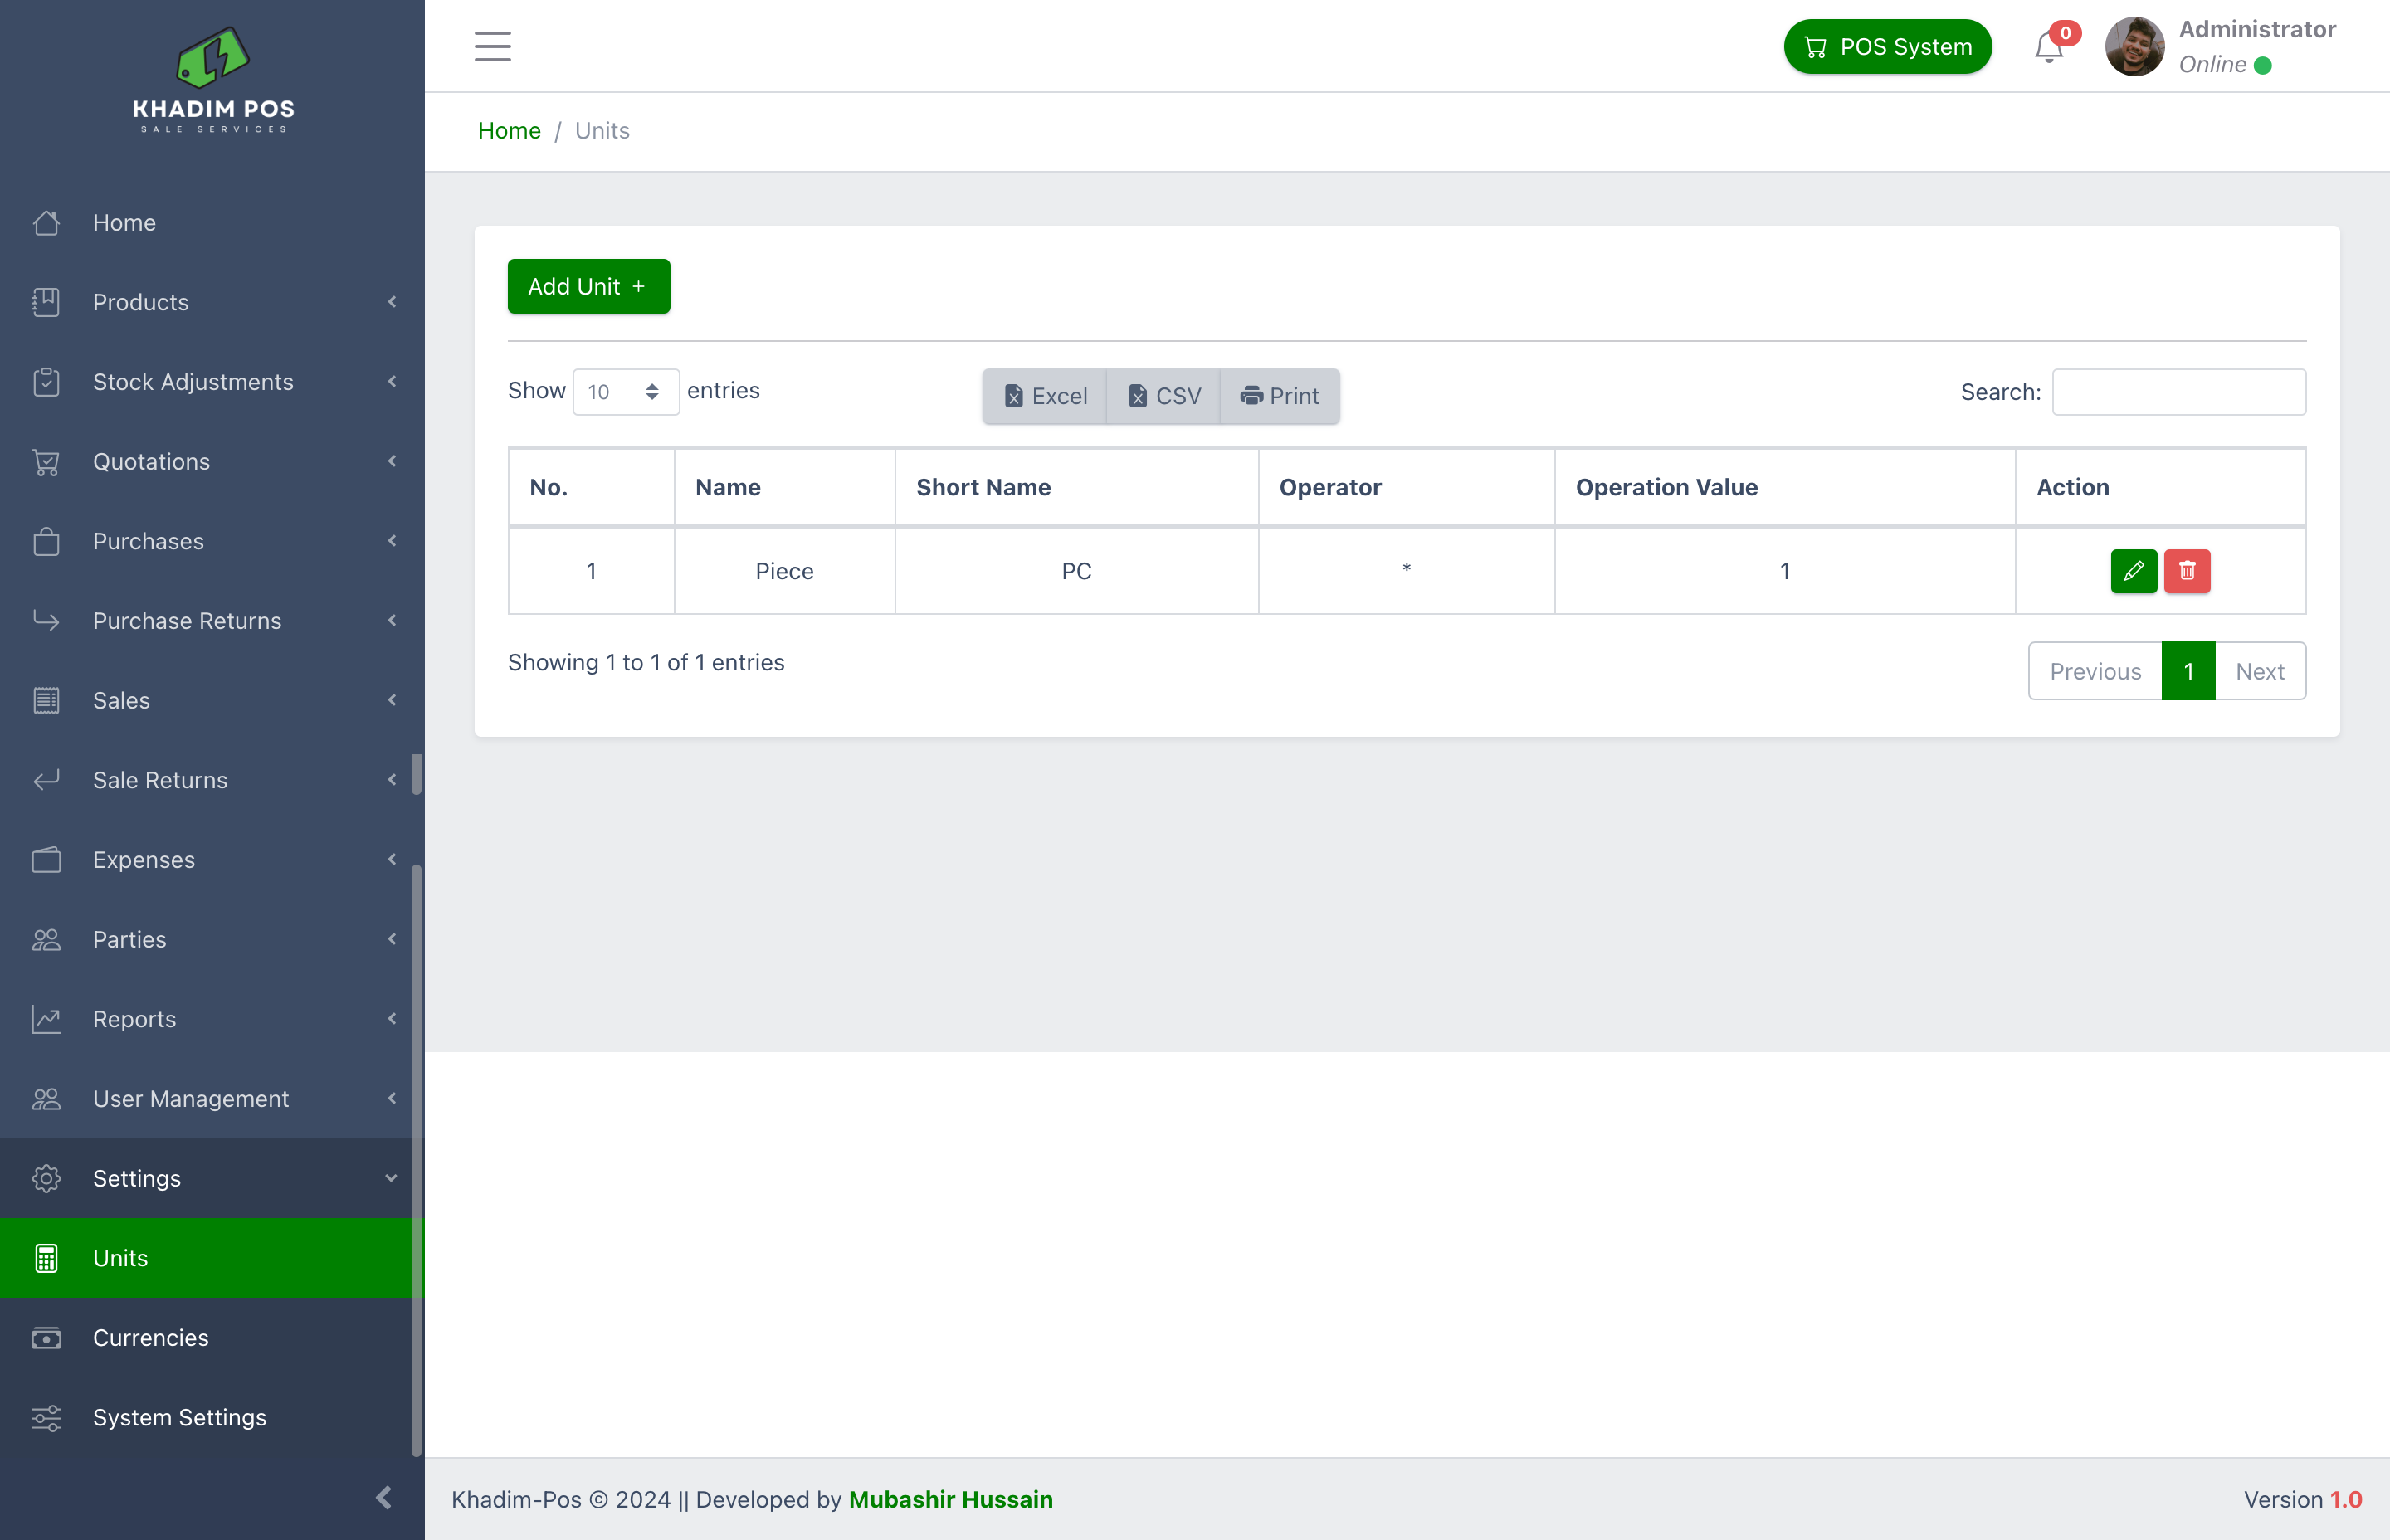 KHADIM POS
SALE SERVICES
Home
Products
Stock Adjustments
Quotations
Purchases
Purchase Returns
Sales
Sale Returns
Expenses
Parties
Reports
User Management
Settings
Units
Currencies
System Settings
POS System
0
Administrator
Online
Home / Units
Add Unit +
Show 10 entries
Excel CSV Print
Search:
No. Name Short Name Operator Operation Value Action
1 Piece PC * 1
Showing 1 to 1 of 1 entries
Previous 1 Next
Khadim-Pos © 2024 || Developed by Mubashir Hussain
Version 1.0